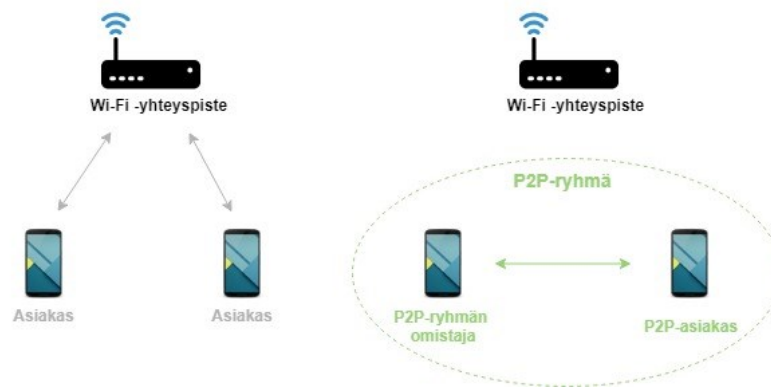 Wi-Fi -yhteyspiste
Asiakas
Asiakas
Wi-Fi -yhteyspiste
P2P-ryhmä
P2P-ryhmän
omistaja
P2P-asiakas